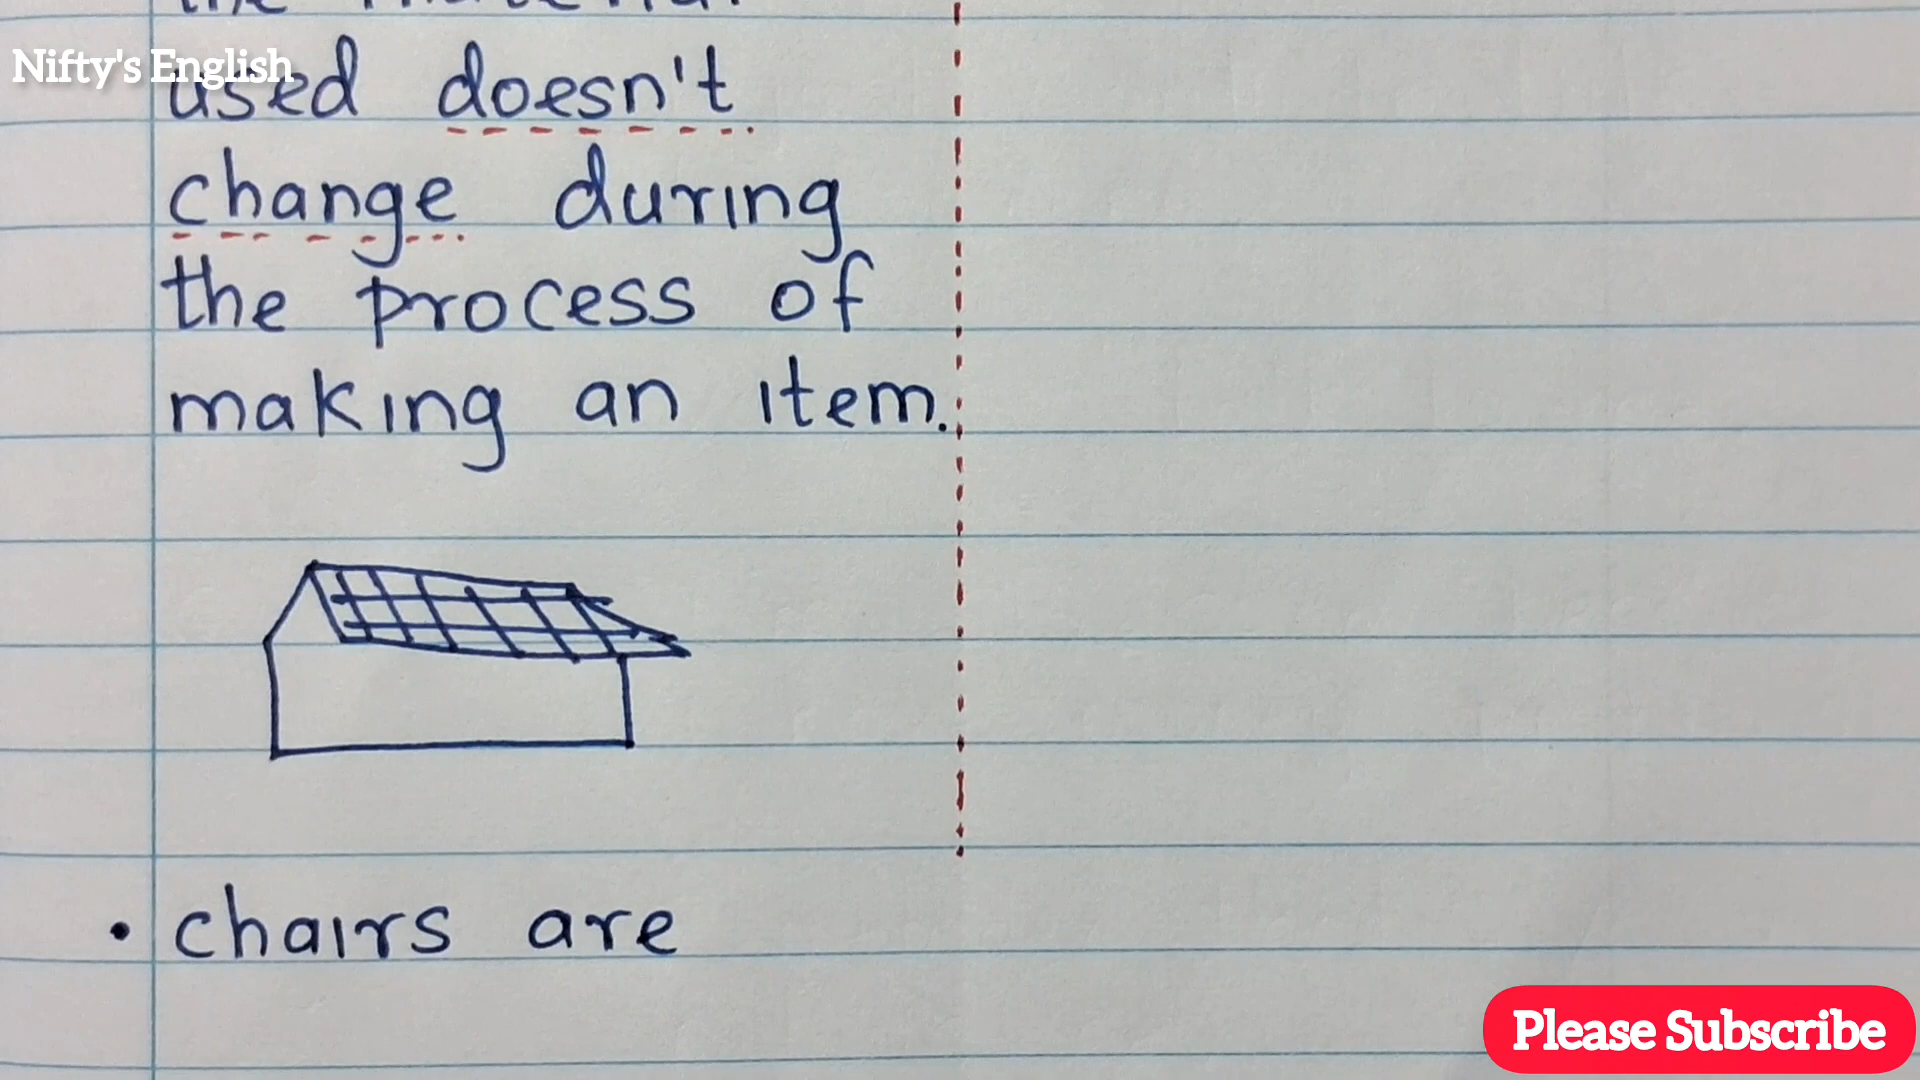 Nifty's English
used doesn't
change during
the process of
making an item.
• chairs are
Please Subscribe